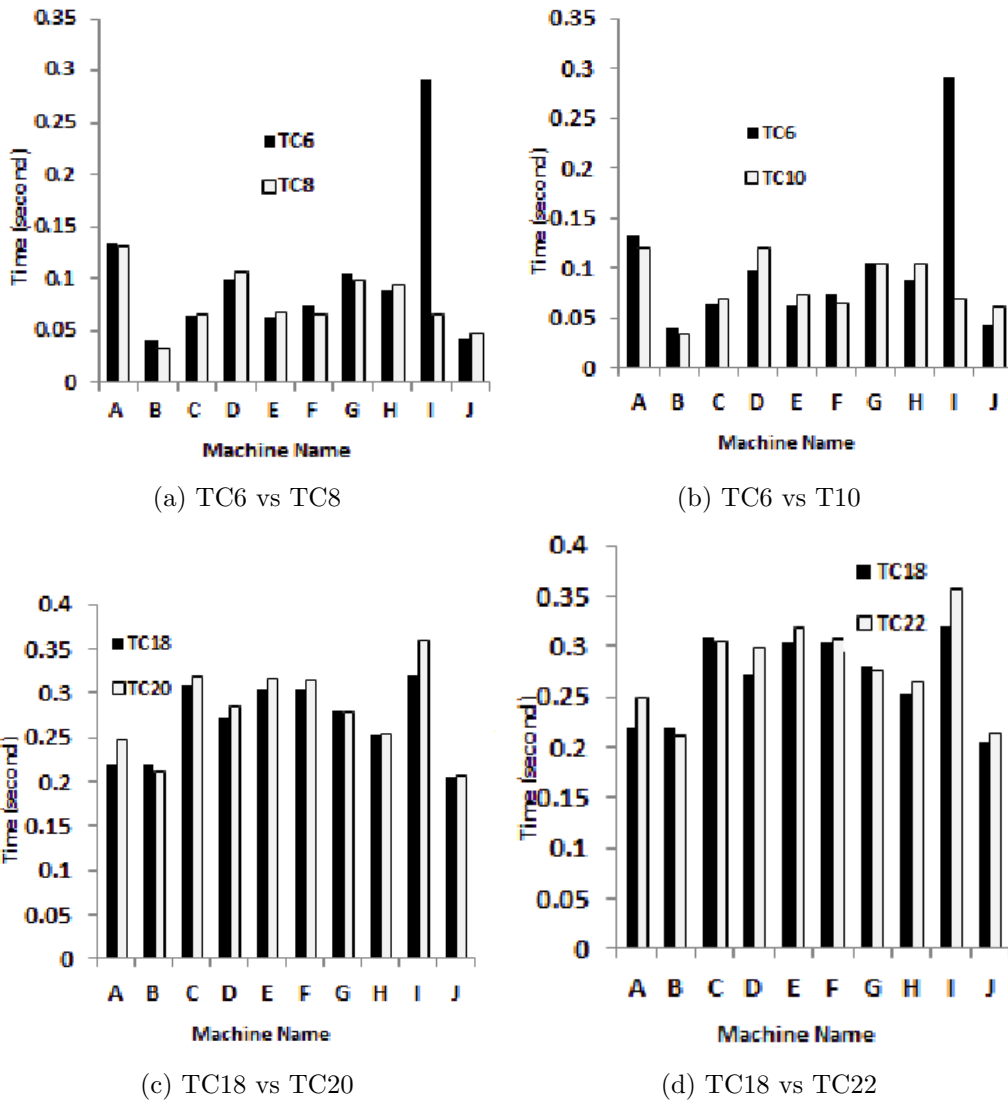 0.35
0.3
0.25
0.2
0.15
0.1
0.05
0
Time (second)
TC6
TC8
A B C D E F G H I J
Machine Name
(a) TC6 vs TC8
0.35
0.3
0.25
0.2
0.15
0.1
0.05
0
Time (second)
TC6
TC10
A B C D E F G H I J
Machine Name
(b) TC6 vs T10
0.4
0.35
0.3
0.25
0.2
0.15
0.1
0.05
0
Time (second)
TC18
TC20
A B C D E F G H I J
Machine Name
(c) TC18 vs TC20
0.4
0.35
0.3
0.25
0.2
0.15
0.1
0.05
0
Time (second)
TC18
TC22
A B C D E F G H I J
Machine Name
(d) TC18 vs TC22